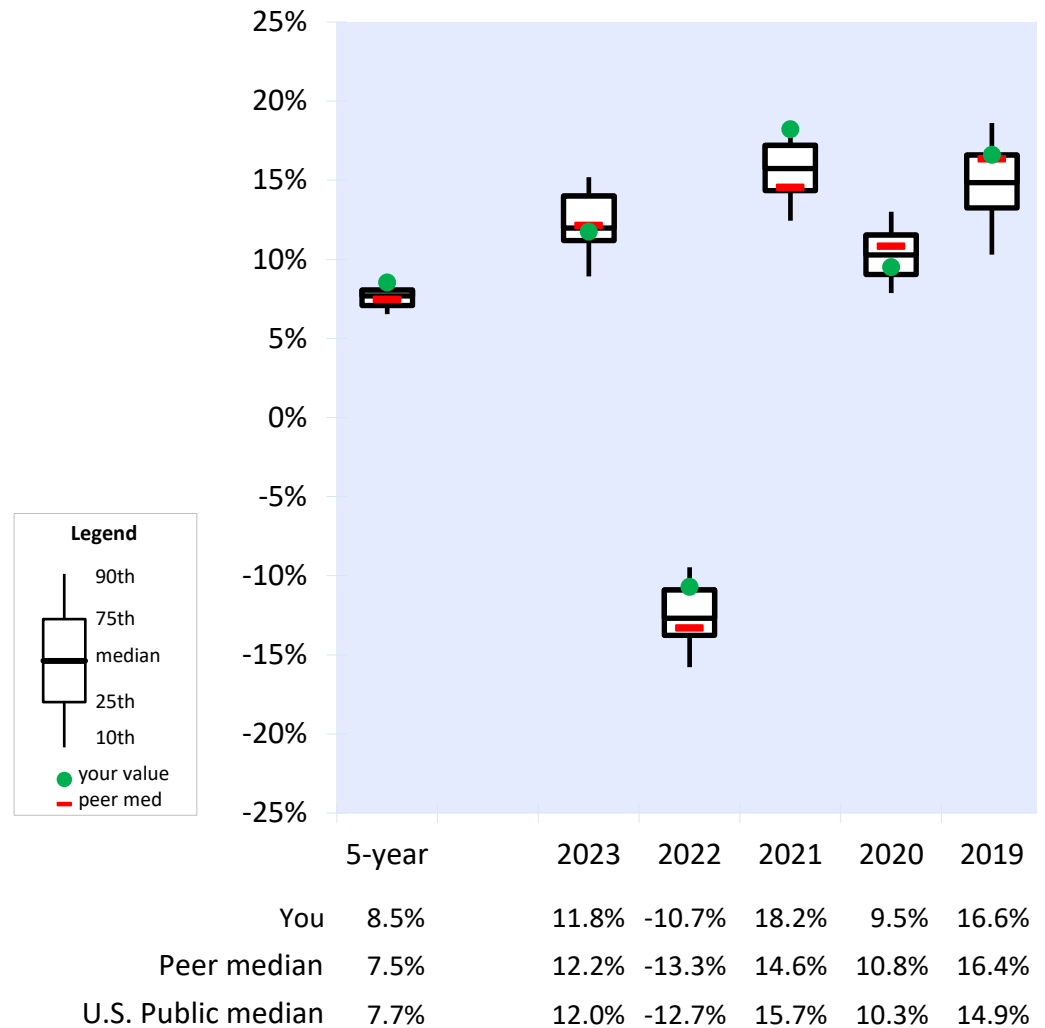 25%
20%
15%
10%
5%
0%
-5%
-10%
-15%
-20%
-25%
Legend
90th
75th
median
25th
10th
your value
peer med
5-year 2023 2022 2021 2020 2019
You 8.5% 11.8% -10.7% 18.2% 9.5% 16.6%
Peer median 7.5% 12.2% -13.3% 14.6% 10.8% 16.4%
U.S. Public median 7.7% 12.0% -12.7% 15.7% 10.3% 14.9%